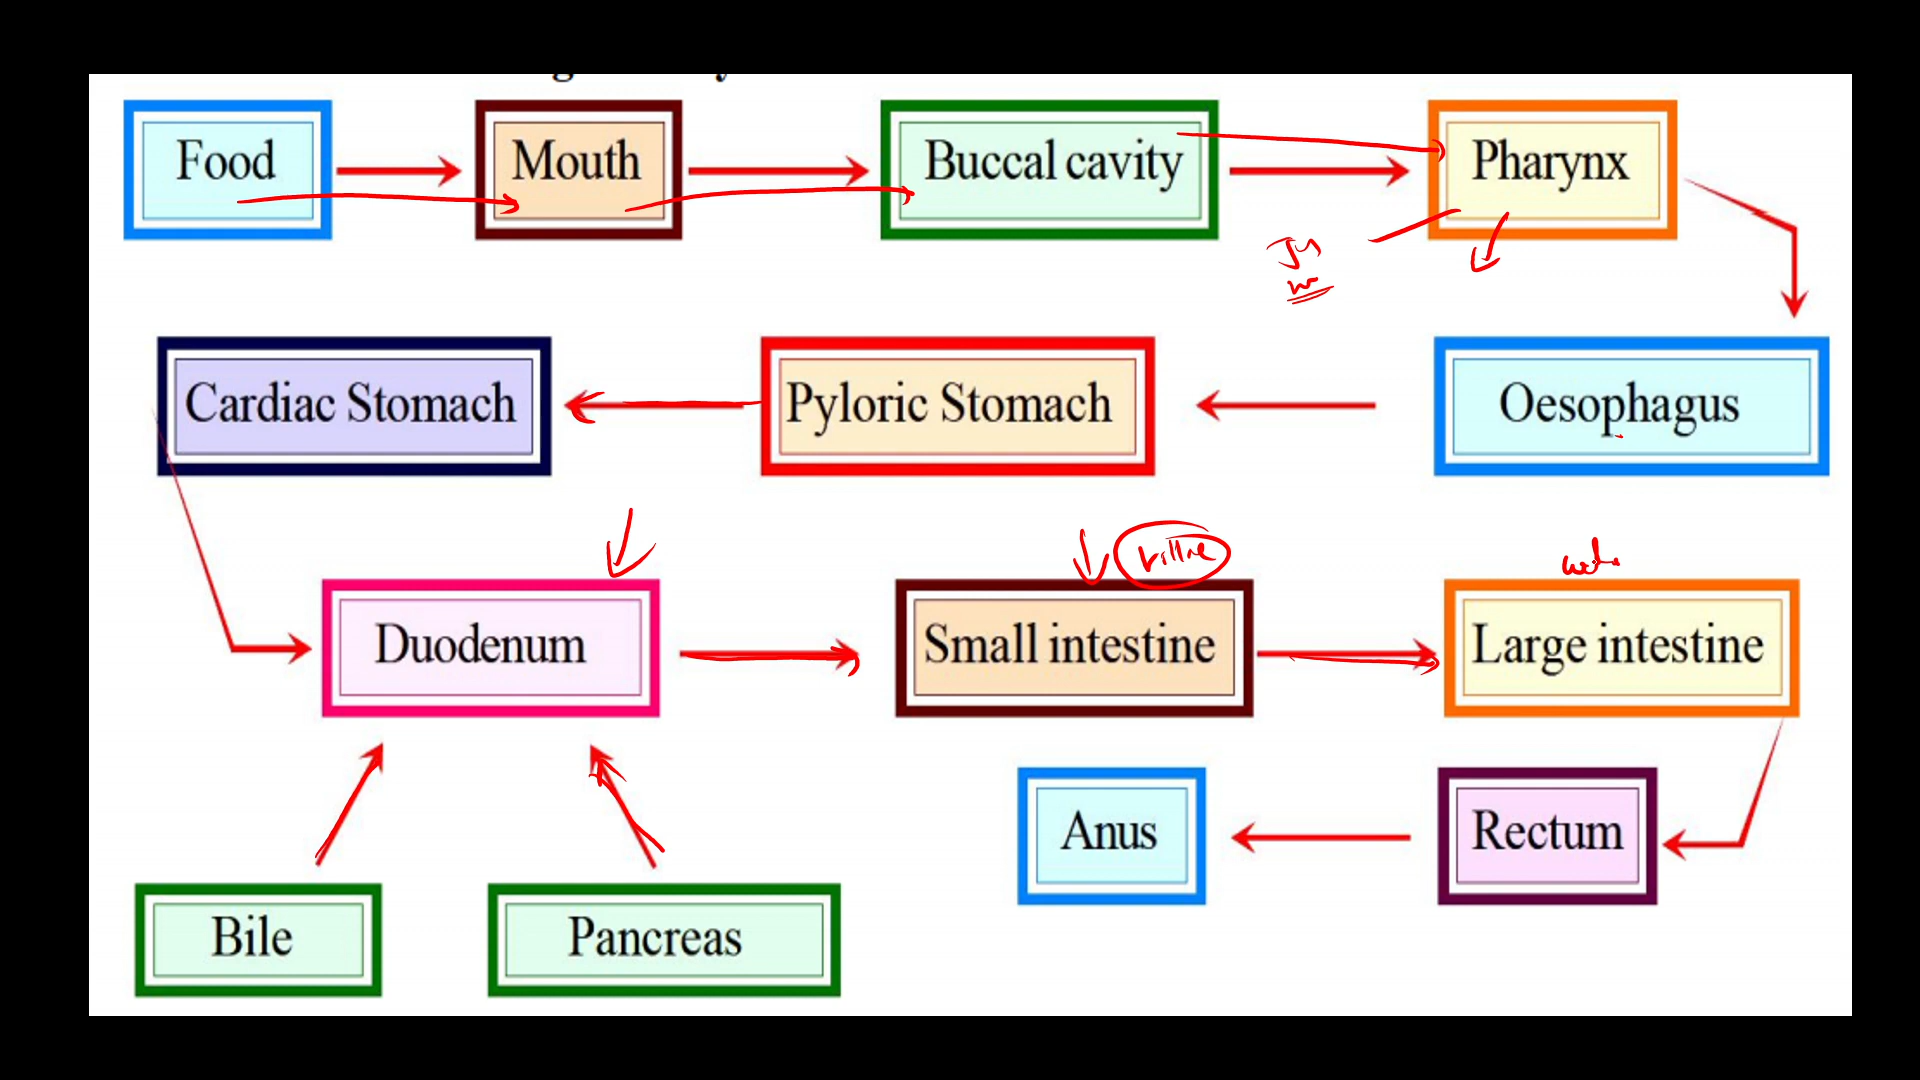 Food
Mouth
Buccal cavity
Pharynx
Cardiac Stomach
Pyloric Stomach
Oesophagus
Duodenum
Small intestine
Large intestine
Anus
Rectum
Bile
Pancreas